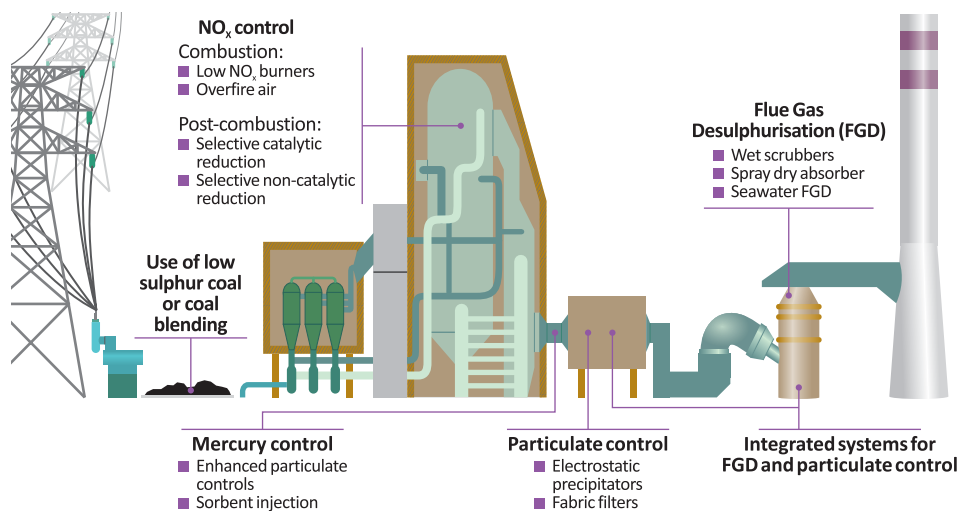 NOx control
Combustion:
Low NOx burners
Overfire air
Post-combustion:
Selective catalytic
reduction
Selective non-catalytic
reduction
Flue Gas
Desulphurisation (FGD)
Wet scrubbers
Spray dry absorber
Seawater FGD
Use of low
sulphur coal
or coal
blending
Mercury control
Enhanced particulate
controls
Sorbent injection
Particulate control
Electrostatic
precipitators
Fabric filters
Integrated systems for
FGD and particulate control